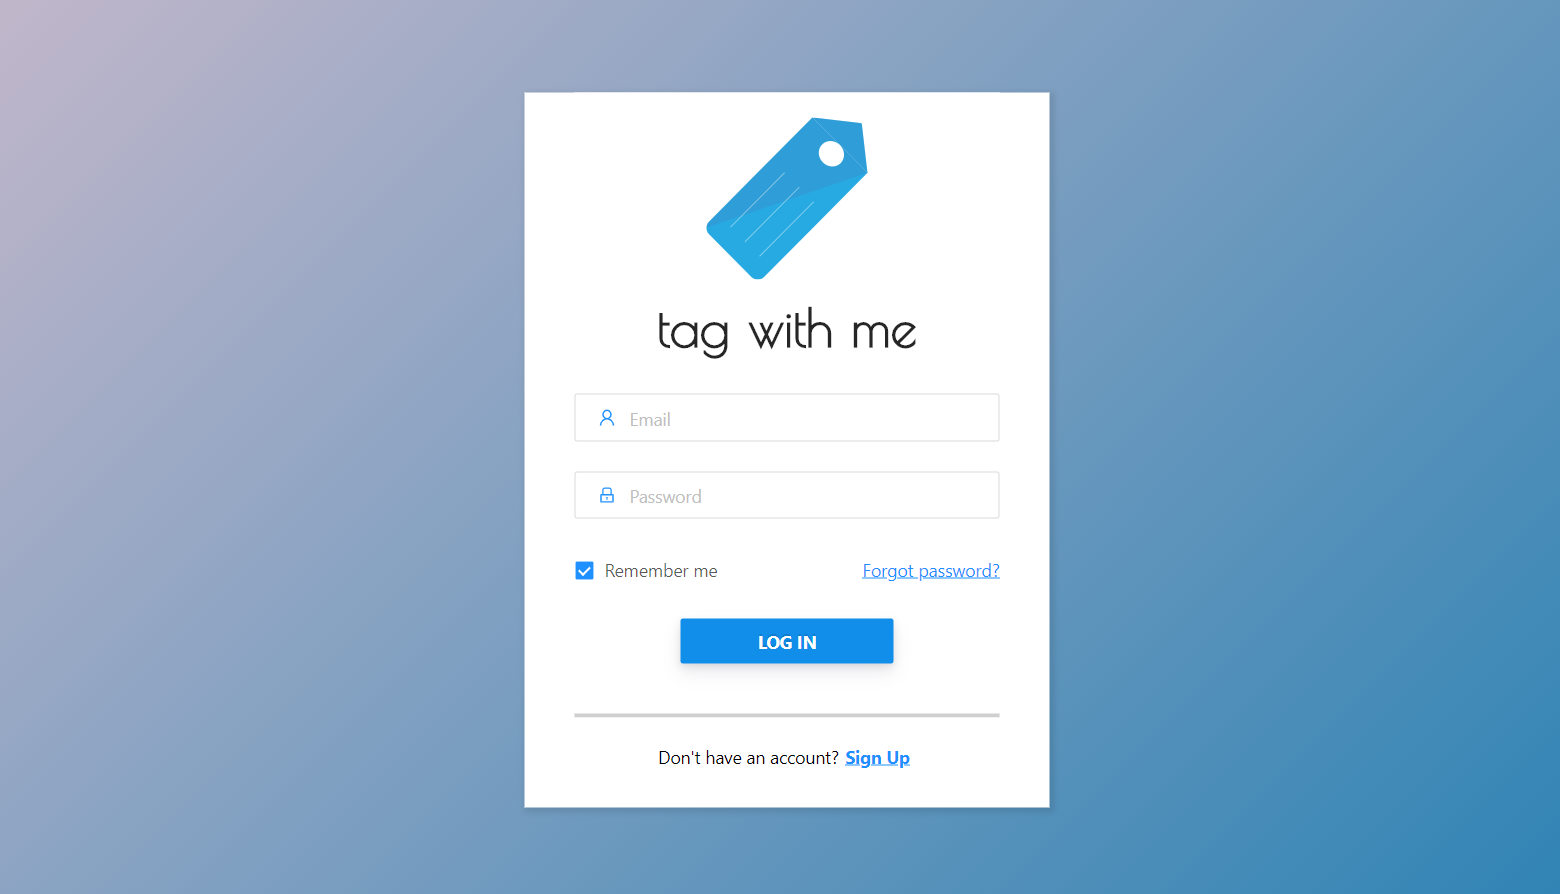 tag with me
Email
Password
Remember me
Forgot password?
LOG IN
Don't have an account? Sign Up